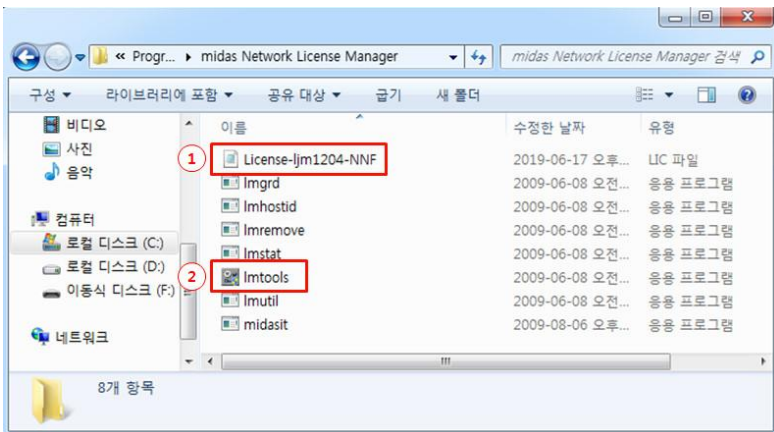 « Progr... ▸ midas Network License Manager
midas Network License Manager 검색
구성 라이브러리에 포함 공유 대상 굽기 새 폴더
비디오
사진
음악
컴퓨터
로컬 디스크 (C:)
로컬 디스크 (D:)
이동식 디스크 (F:)
네트워크
이름 수정한 날짜 유형
1 License-ljm1204-NNF 2019-06-17 오후... LIC 파일
lmgrd 2009-06-08 오전... 응용 프로그램
lmhostid 2009-06-08 오전... 응용 프로그램
lmremove 2009-06-08 오전... 응용 프로그램
lmstat 2009-06-08 오전... 응용 프로그램
2 lmtools 2009-06-08 오전... 응용 프로그램
lmutil 2009-06-08 오전... 응용 프로그램
midasit 2009-08-06 오후... 응용 프로그램
8개 항목